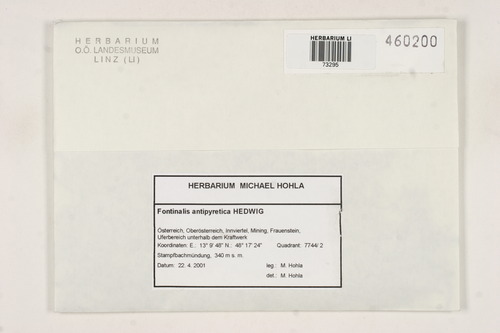 HERBARIUM
O.Ö. LANDESMUSEUM
LINZ (LI)
HERBARIUM LI
73295
460200
HERBARIUM MICHAEL HOHLA
Fontinalis antipyretica HEDWIG
Österreich, Oberösterreich, Innviertel, Mining, Frauenstein,
Uferbereich unterhalb dem Kraftwerk
Koordinaten: E.: 13° 9' 48" N.: 48° 17' 24" Quadrant: 7744/ 2
Stampfbachmündung, 340 m s. m.
Datum: 22. 4. 2001 leg.: M. Hohla
det.: M. Hohla